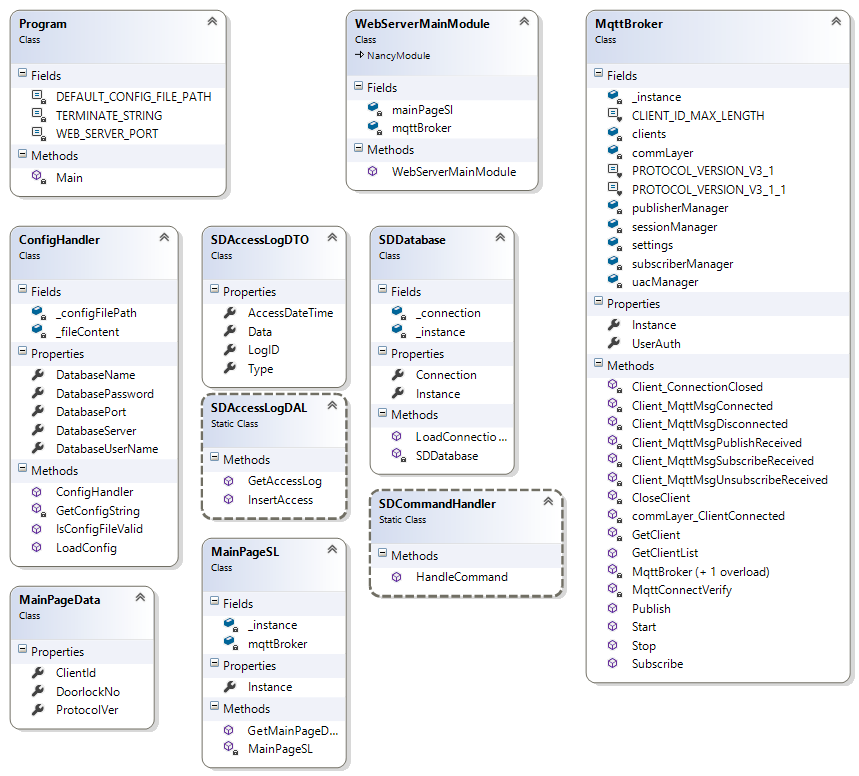 Program
Class
Fields
DEFAULT_CONFIG_FILE_PATH
TERMINATE_STRING
WEB_SERVER_PORT
Methods
Main
WebServerMainModule
Class
NancyModule
Fields
mainPageSl
mqttBroker
Methods
WebServerMainModule
MqttBroker
Class
Fields
_instance
CLIENT_ID_MAX_LENGTH
clients
commLayer
PROTOCOL_VERSION_V3_1
PROTOCOL_VERSION_V3_1_1
publisherManager
sessionManager
settings
subscriberManager
uacManager
Properties
Instance
UserAuth
Methods
Client_ConnectionClosed
Client_MqttMsgConnected
Client_MqttMsgDisconnected
Client_MqttMsgPublishReceived
Client_MqttMsgSubscribeReceived
Client_MqttMsgUnsubscribeReceived
CloseClient
commLayer_ClientConnected
GetClient
GetClientList
MqttBroker (+ 1 overload)
MqttConnectVerify
Publish
Start
Stop
Subscribe
ConfigHandler
Class
Fields
_configFilePath
_fileContent
Properties
DatabaseName
DatabasePassword
DatabasePort
DatabaseServer
DatabaseUserName
Methods
ConfigHandler
GetConfigString
IsConfigFileValid
LoadConfig
SDAccessLogDTO
Class
Properties
AccessDateTime
Data
LogID
Type
SDDatabase
Class
Fields
_connection
_instance
Properties
Connection
Instance
Methods
LoadConnectio...
SDDatabase
SDAccessLogDAL
Static Class
Methods
GetAccessLog
InsertAccess
SDCommandHandler
Static Class
Methods
HandleCommand
MainPageSL
Class
Fields
_instance
mqttBroker
Properties
Instance
Methods
GetMainPageD...
MainPageSL
MainPageData
Class
Properties
ClientId
DoorlockNo
ProtocolVer